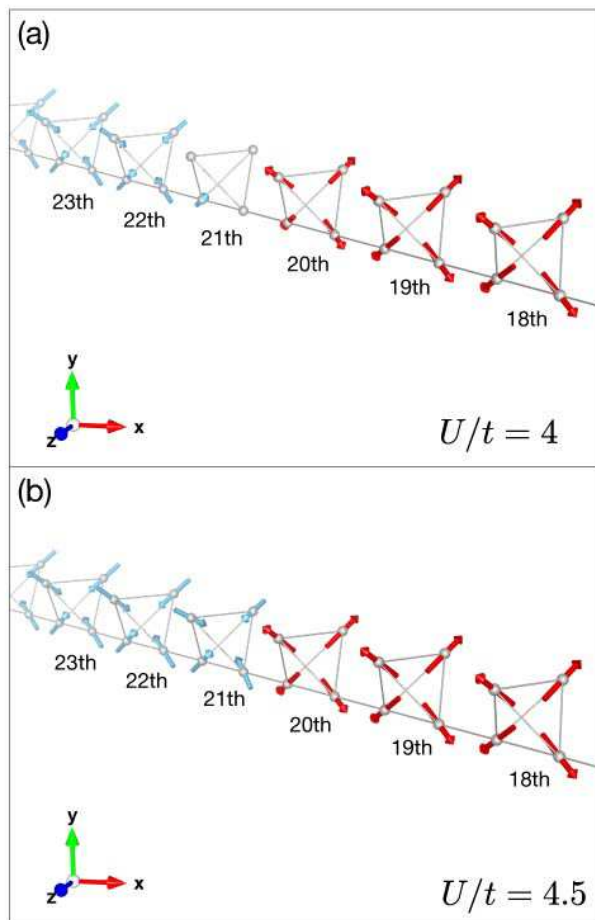 (a)
23th
22th
21th
20th
19th
18th
y
z
x
U/t = 4
(b)
23th
22th
21th
20th
19th
18th
y
z
x
U/t = 4.5